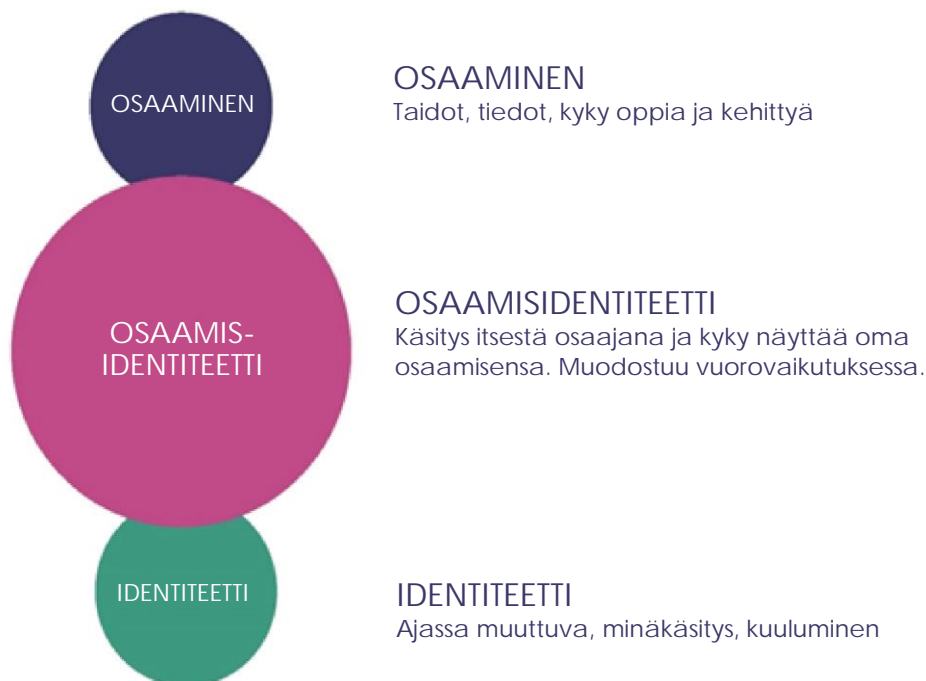 OSAAMINEN
OSAAMINEN
Taidot, tiedot, kyky oppia ja kehittyä
OSAAMIS-
IDENTITEETTI
OSAAMISIDENTITEETTI
Käsitys itsestä osaajana ja kyky näyttää oma
osaamisensa. Muodostuu vuorovaikutuksessa.
IDENTITEETTI
IDENTITEETTI
Ajassa muuttuva, minäkäsitys, kuuluminen